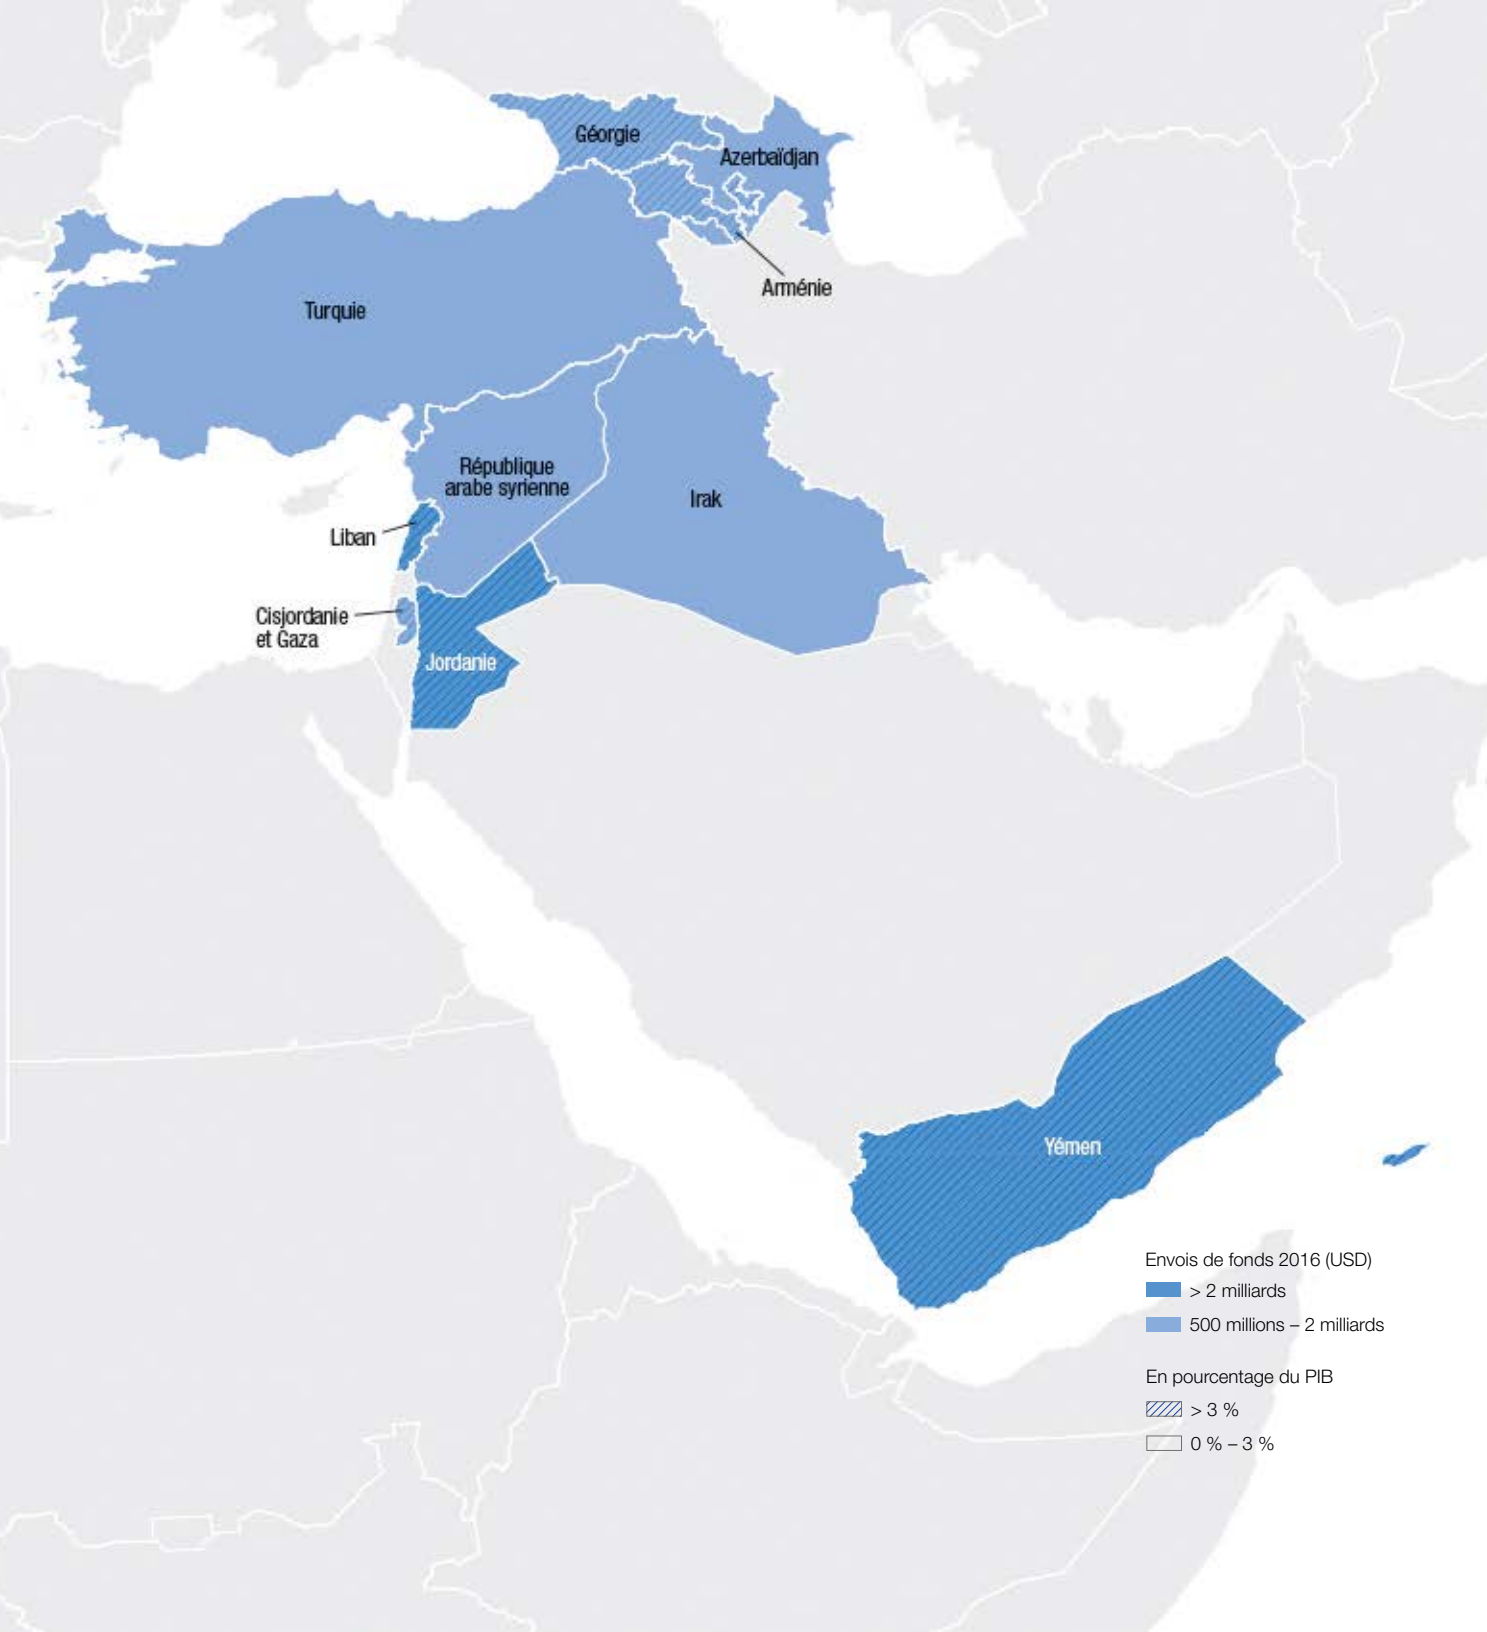 Géorgie
Azerbaïdjan
Arménie
Turquie
République
arabe syrienne
Irak
Liban
Cisjordanie
et Gaza
Jordanie
Yémen
Envois de fonds 2016 (USD)
> 2 milliards
500 millions – 2 milliards
En pourcentage du PIB
> 3 %
0 % – 3 %